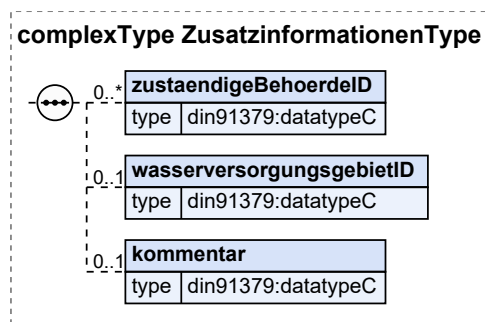 complexType ZusatzinformationenType
0..* zustaendigeBehoerdeID
type din91379:datatypeC
0..1 wasserversorgungsgebietID
type din91379:datatypeC
0..1 kommentar
type din91379:datatypeC